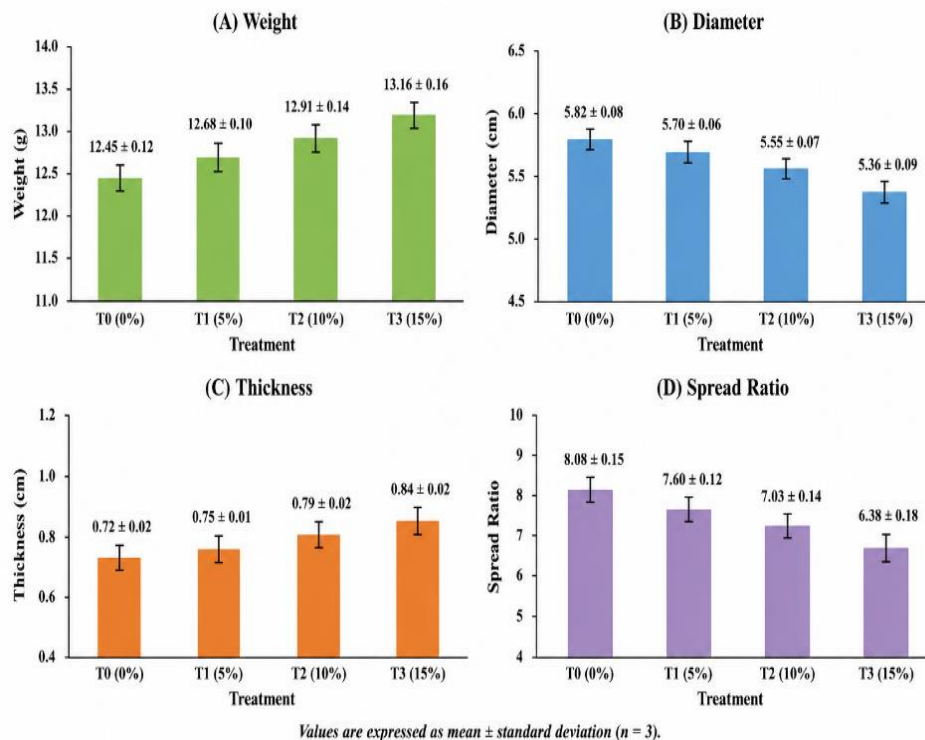 (A) Weight
14.0
13.5
13.0
12.5
12.0
11.5
11.0
Weight (g)
12.45 ± 0.12
12.68 ± 0.10
12.91 ± 0.14
13.16 ± 0.16
T0 (0%) T1 (5%) T2 (10%) T3 (15%)
Treatment
(B) Diameter
6.5
6.0
5.5
5.0
4.5
Diameter (cm)
5.82 ± 0.08
5.70 ± 0.06
5.55 ± 0.07
5.36 ± 0.09
T0 (0%) T1 (5%) T2 (10%) T3 (15%)
Treatment
(C) Thickness
1.2
1.0
0.8
0.6
0.4
Thickness (cm)
0.72 ± 0.02
0.75 ± 0.01
0.79 ± 0.02
0.84 ± 0.02
T0 (0%) T1 (5%) T2 (10%) T3 (15%)
Treatment
(D) Spread Ratio
10
9
8
7
6
5
4
Spread Ratio
8.08 ± 0.15
7.60 ± 0.12
7.03 ± 0.14
6.38 ± 0.18
T0 (0%) T1 (5%) T2 (10%) T3 (15%)
Treatment
Values are expressed as mean ± standard deviation (n = 3).